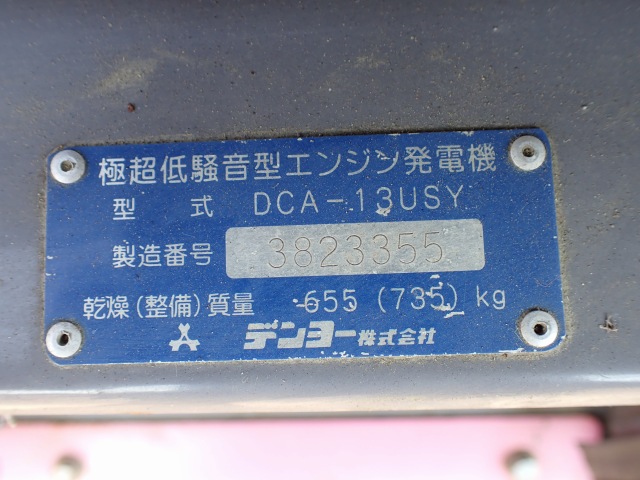 極超低騒音型エンジン発電機
型 式 DCA-13USY
製造番号 3823355
乾燥(整備)質量 655 (735) kg
デンヨー株式会社